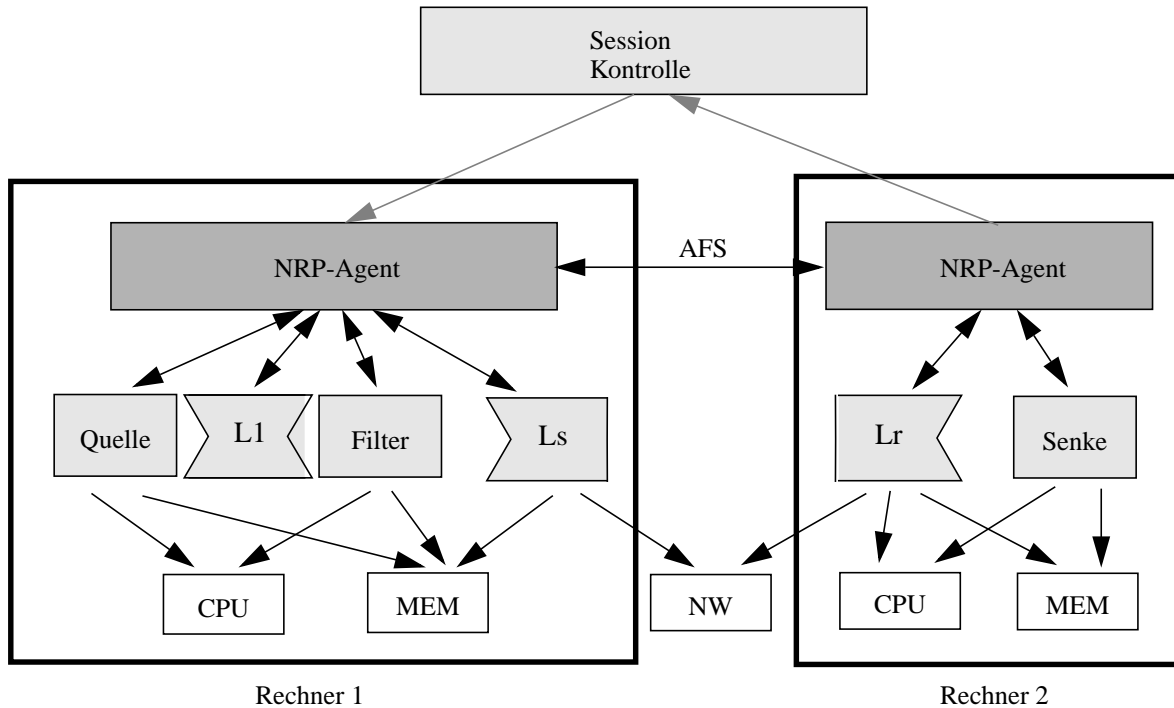 Session
Kontrolle
NRP-Agent
AFS
NRP-Agent
Quelle
L1
Filter
Ls
Lr
Senke
CPU
MEM
NW
CPU
MEM
Rechner 1
Rechner 2